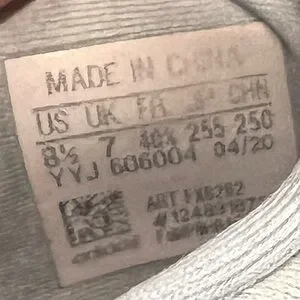 MADE IN CHINA
US UK FR J CHN
8½ 7 40⅔ 255 250
YYJ 606004 04/20
ART